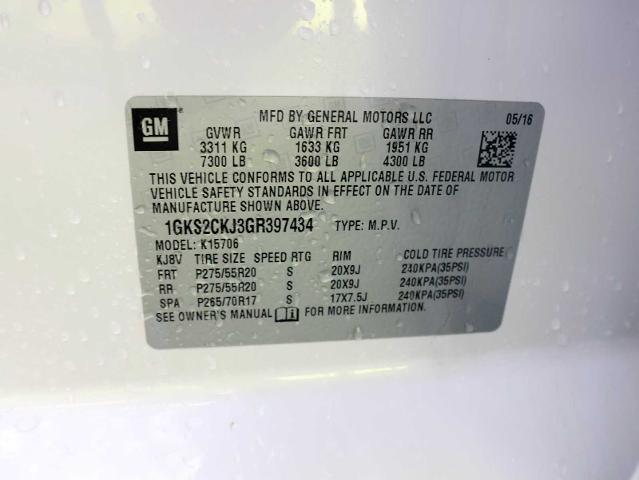 GM
MFD BY GENERAL MOTORS LLC 05/16
GVWR GAWR FRT GAWR RR
3311 KG 1633 KG 1951 KG
7300 LB 3600 LB 4300 LB
THIS VEHICLE CONFORMS TO ALL APPLICABLE U.S. FEDERAL MOTOR
VEHICLE SAFETY STANDARDS IN EFFECT ON THE DATE OF
MANUFACTURE SHOWN ABOVE.
1GKS2CKJ3GR397434 TYPE: M.P.V.
MODEL: K15706
KJ8V TIRE SIZE SPEED RTG RIM COLD TIRE PRESSURE
FRT P275/55R20 S 20X9J 240KPA(35PSI)
RR P275/55R20 S 20X9J 240KPA(35PSI)
SPA P265/70R17 S 17X7.5J 240KPA(35PSI)
SEE OWNER'S MANUAL FOR MORE INFORMATION.